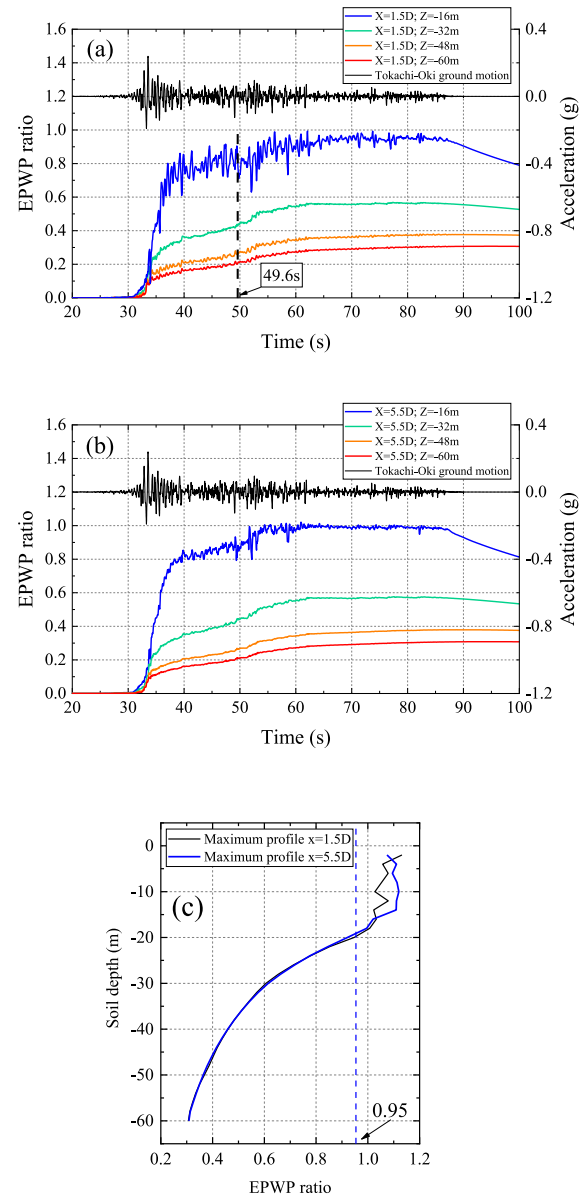 (a)
X=1.5D; Z=-16m
X=1.5D; Z=-32m
X=1.5D; Z=-48m
X=1.5D; Z=-60m
Tokachi-Oki ground motion
1.6
1.4
1.2
1.0
0.8
0.6
0.4
0.2
0.0
EPWP ratio
0.4
0.0
-0.4
-0.8
-1.2
Acceleration (g)
49.6s
20 30 40 50 60 70 80 90 100
Time (s)
(b)
X=5.5D; Z=-16m
X=5.5D; Z=-32m
X=5.5D; Z=-48m
X=5.5D; Z=-60m
Tokachi-Oki ground motion
1.6
1.4
1.2
1.0
0.8
0.6
0.4
0.2
0.0
EPWP ratio
0.4
0.0
-0.4
-0.8
-1.2
Acceleration (g)
20 30 40 50 60 70 80 90 100
Time (s)
Maximum profile x=1.5D
Maximum profile x=5.5D
(c)
0
-10
-20
-30
-40
-50
-60
Soil depth (m)
0.95
0.2 0.4 0.6 0.8 1.0 1.2
EPWP ratio